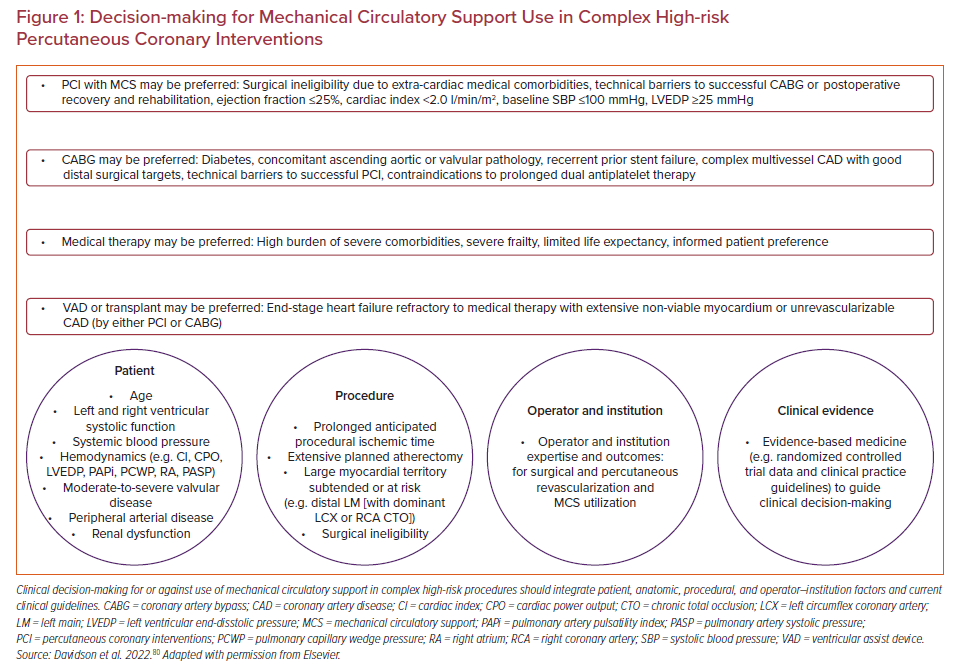 Figure 1: Decision-making for Mechanical Circulatory Support Use in Complex High-risk
Percutaneous Coronary Interventions
• PCI with MCS may be preferred: Surgical ineligibility due to extra-cardiac medical comorbidities, technical barriers to successful CABG or postoperative
recovery and rehabilitation, ejection fraction ≤25%, cardiac index <2.0 l/min/m², baseline SBP ≤100 mmHg, LVEDP ≥25 mmHg
• CABG may be preferred: Diabetes, concomitant ascending aortic or valvular pathology, recerrent prior stent failure, complex multivessel CAD with good
distal surgical targets, technical barriers to successful PCI, contraindications to prolonged dual antiplatelet therapy
• Medical therapy may be preferred: High burden of severe comorbidities, severe frailty, limited life expectancy, informed patient preference
• VAD or transplant may be preferred: End-stage heart failure refractory to medical therapy with extensive non-viable myocardium or unrevascularizable
CAD (by either PCI or CABG)
Patient
• Age
• Left and right ventricular
systolic function
• Systemic blood pressure
• Hemodynamics (e.g. CI, CPO,
LVEDP, PAPi, PCWP, RA, PASP)
• Moderate-to-severe valvular
disease
• Peripheral arterial disease
• Renal dysfunction
Procedure
• Prolonged anticipated
procedural ischemic time
• Extensive planned atherectomy
• Large myocardial territory
subtended or at risk
(e.g. distal LM [with dominant
LCX or RCA CTO])
• Surgical ineligibility
Operator and institution
• Operator and institution
expertise and outcomes:
for surgical and percutaneous
revascularization and
MCS utilization
Clinical evidence
• Evidence-based medicine
(e.g. randomized controlled
trial data and clinical practice
guidelines) to guide
clinical decision-making
Clinical decision-making for or against use of mechanical circulatory support in complex high-risk procedures should integrate patient, anatomic, procedural, and operator–institution factors and current
clinical guidelines. CABG = coronary artery bypass; CAD = coronary artery disease; CI = cardiac index; CPO = cardiac power output; CTO = chronic total occlusion; LCX = left circumflex coronary artery;
LM = left main; LVEDP = left ventricular end-disstolic pressure; MCS = mechanical circulatory support; PAPi = pulmonary artery pulsatility index; PASP = pulmonary artery systolic pressure;
PCI = percutaneous coronary interventions; PCWP = pulmonary capillary wedge pressure; RA = right atrium; RCA = right coronary artery; SBP = systolic blood pressure; VAD = ventricular assist device.
Source: Davidson et al. 2022.⁸⁰ Adapted with permission from Elsevier.